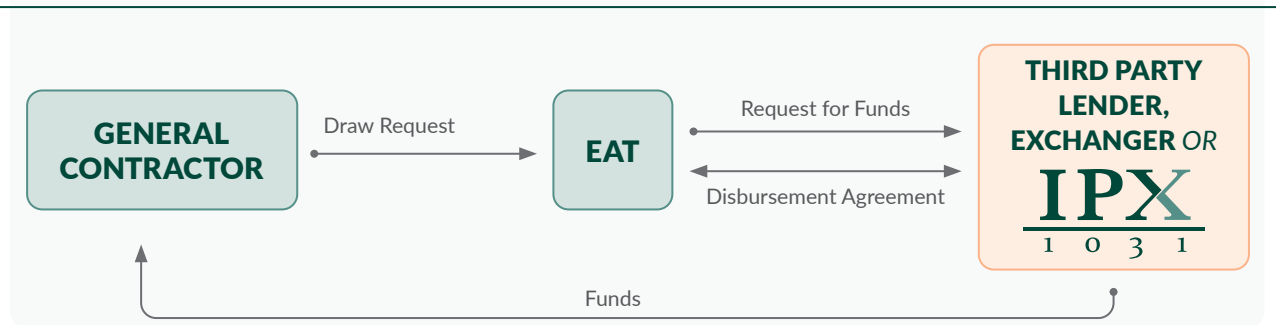 GENERAL
CONTRACTOR
Draw Request
EAT
Request for Funds
Disbursement Agreement
THIRD PARTY
LENDER,
EXCHANGER OR
IPX
1 0 3 1
Funds